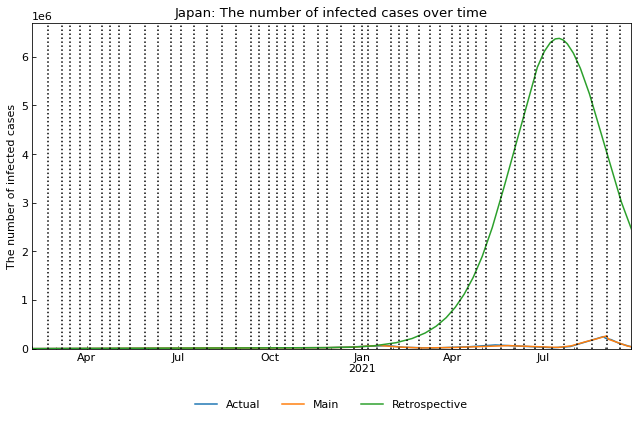 Japan: The number of infected cases over time
1e6
The number of infected cases
6
5
4
3
2
1
0
Apr Jul Oct Jan Apr Jul
2021
Actual Main Retrospective